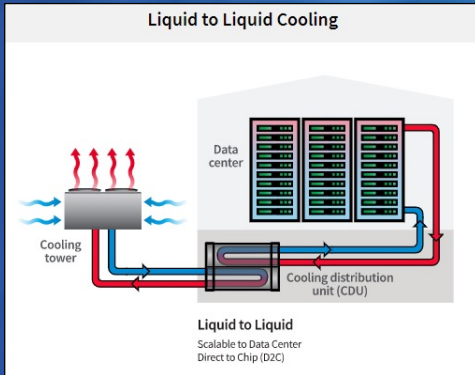 Liquid to Liquid Cooling
Data
center
Cooling
tower
Cooling distribution
unit (CDU)
Liquid to Liquid
Scalable to Data Center
Direct to Chip (D2C)